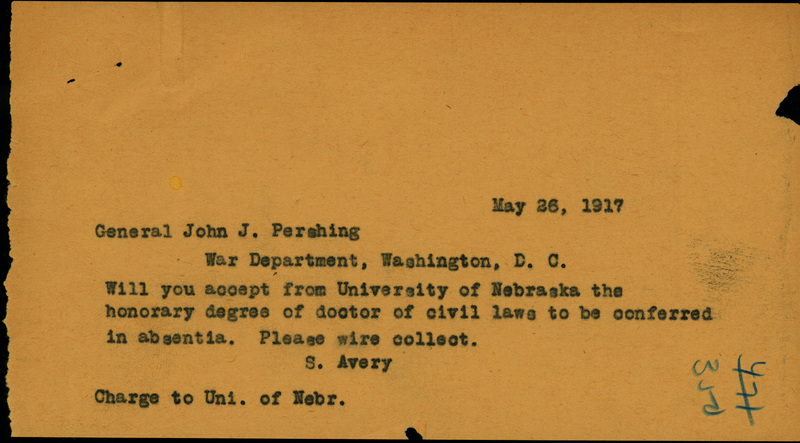 May 26, 1917
General John J. Pershing
War Department, Washington, D. C.
Will you accept from University of Nebraska the
honorary degree of doctor of civil laws to be conferred
in absentia. Please wire collect.
S. Avery
Charge to Uni. of Nebr.